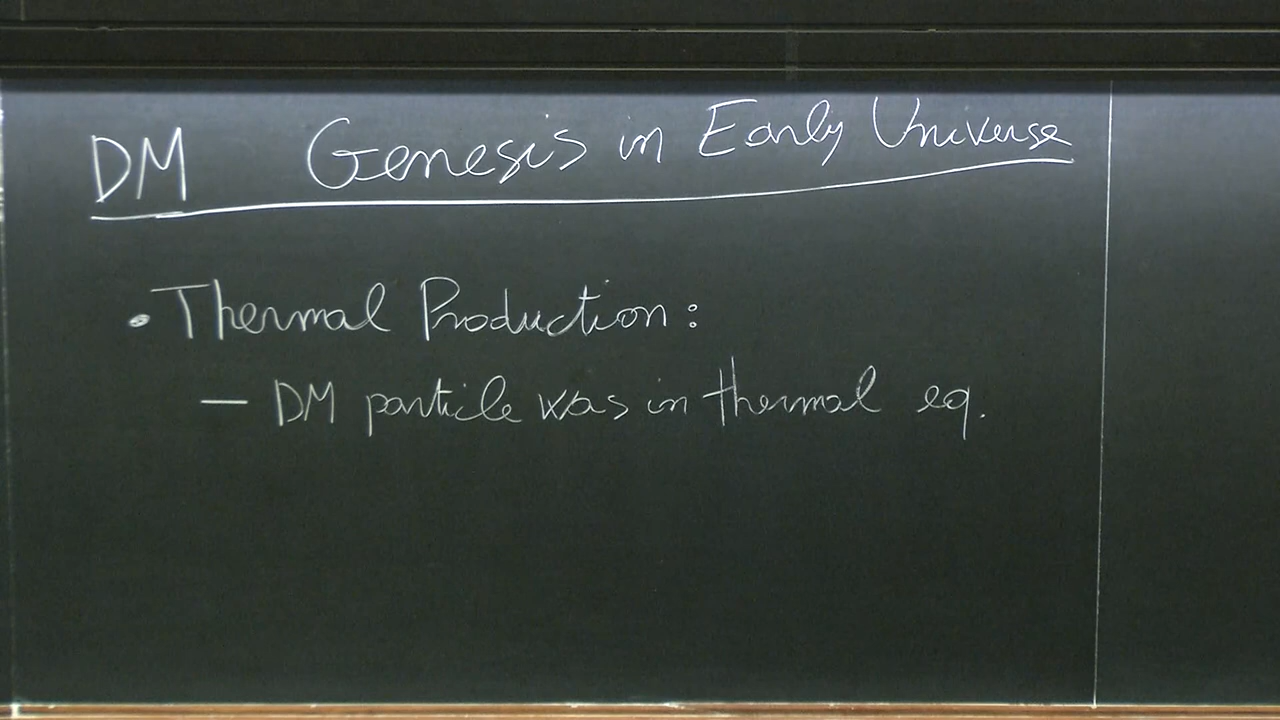 DM Genesis in Early Universe
• Thermal Production:
— DM particle was in thermal eq.